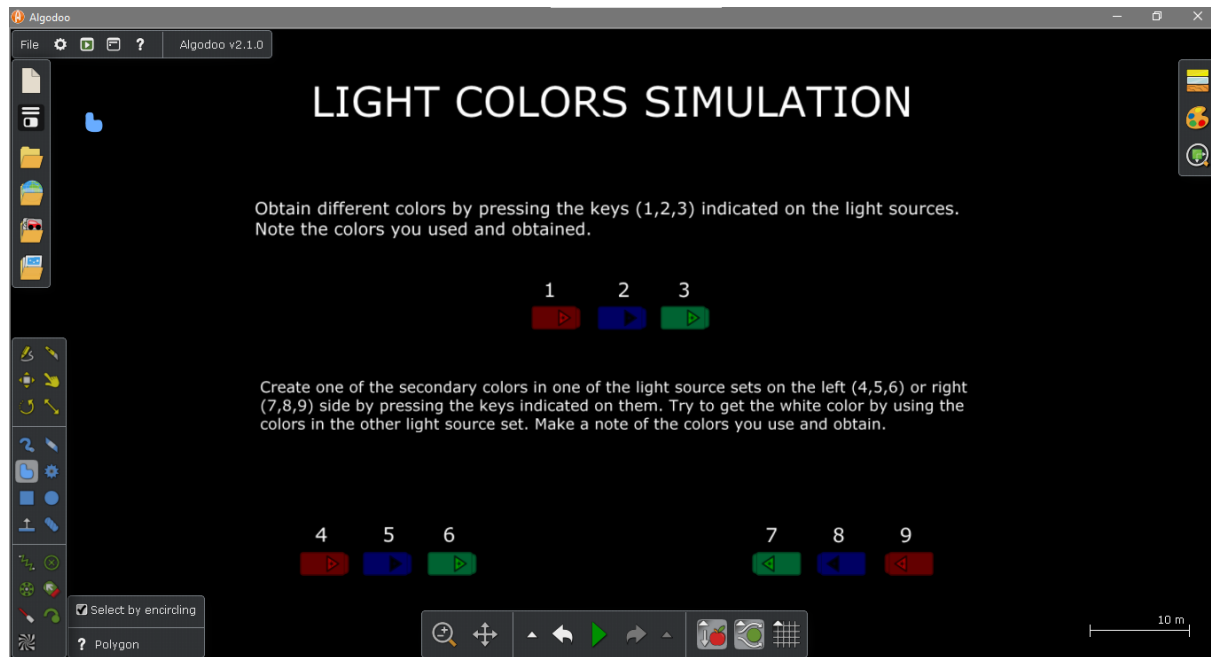 Algodoo
File ? Algodoo v2.1.0
LIGHT COLORS SIMULATION
Obtain different colors by pressing the keys (1,2,3) indicated on the light sources.
Note the colors you used and obtained.
1 2 3
Create one of the secondary colors in one of the light source sets on the left (4,5,6) or right
(7,8,9) side by pressing the keys indicated on them. Try to get the white color by using the
colors in the other light source set. Make a note of the colors you use and obtain.
4 5 6 7 8 9
Select by encircling
? Polygon
10 m